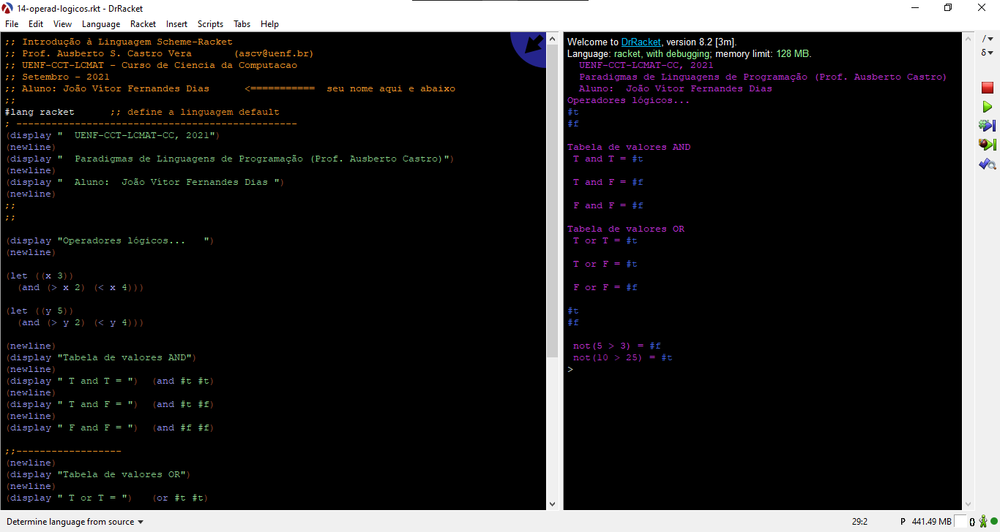 14-operad-logicos.rkt - DrRacket
File Edit View Language Racket Insert Scripts Tabs Help
;; Introdução à Linguagem Scheme-Racket
;; Prof. Ausberto S. Castro Vera       (ascv@uenf.br)
;; UENF-CCT-LCMAT - Curso de Ciencia da Computacao
;; Setembro - 2021
;; Aluno: João Vítor Fernandes Dias      <===========  seu nome aqui e abaixo
;;
#lang racket      ;; define a linguagem default
; ------------------------------------------------
(display "  UENF-CCT-LCMAT-CC, 2021")
(newline)
(display "  Paradigmas de Linguagens de Programação (Prof. Ausberto Castro)")
(newline)
(display "  Aluno:  João Vítor Fernandes Dias ")
(newline)
;;
;;
(display "Operadores lógicos...   ")
(newline)
(let ((x 3))
  (and (> x 2) (< x 4)))
(let ((y 5))
  (and (> y 2) (< y 4)))
(newline)
(display "Tabela de valores AND")
(newline)
(display " T and T = ")  (and #t #t)
(newline)
(display " T and F = ")  (and #t #f)
(newline)
(display " F and F = ")  (and #f #f)
;;------------------
(newline)
(display "Tabela de valores OR")
(newline)
(display " T or T = ")   (or #t #t)
Welcome to DrRacket, version 8.2 [3m].
Language: racket, with debugging; memory limit: 128 MB.
  UENF-CCT-LCMAT-CC, 2021
  Paradigmas de Linguagens de Programação (Prof. Ausberto Castro)
  Aluno:  João Vítor Fernandes Dias
Operadores lógicos...
#t
#f
Tabela de valores AND
 T and T = #t
 T and F = #f
 F and F = #f
Tabela de valores OR
 T or T = #t
 T or F = #t
 F or F = #f
#t
#f
 not(5 > 3) = #f
 not(10 > 25) = #t
>
/
δ
Determine language from source
29:2
P 441.49 MB